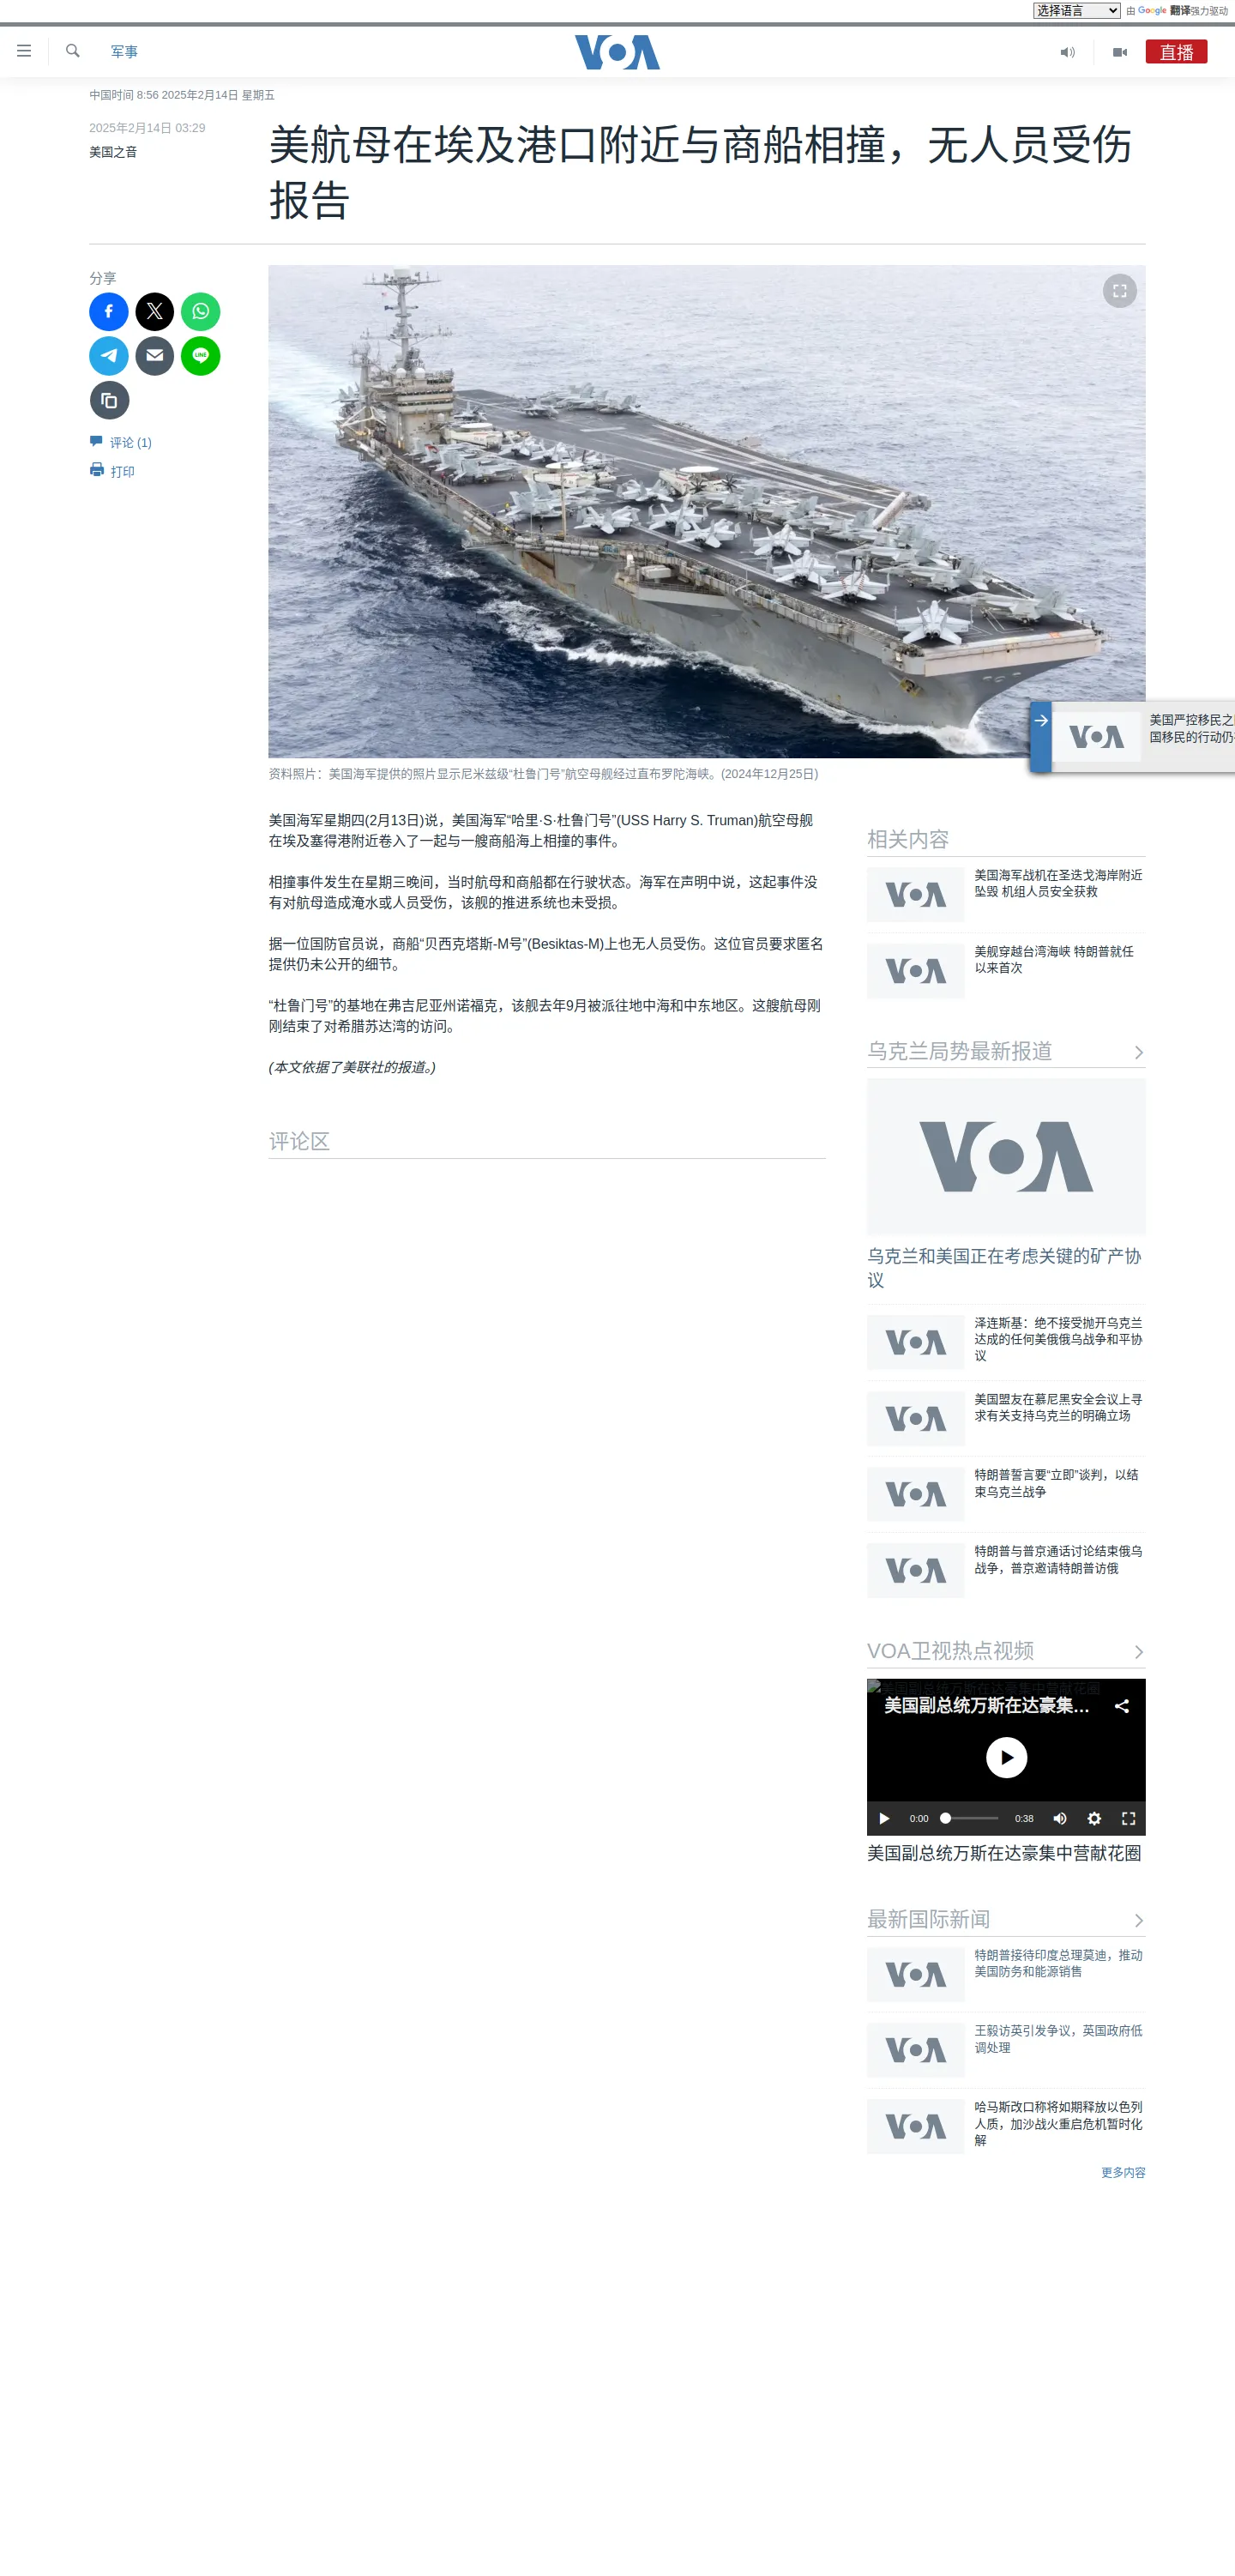 选择语言
由 Google 翻译强力驱动
军事
VOA
直播
中国时间 8:56 2025年2月14日 星期五
2025年2月14日 03:29
美国之音
美航母在埃及港口附近与商船相撞，无人员受伤
报告
分享
LINE
评论 (1)
打印
资料照片：美国海军提供的照片显示尼米兹级“杜鲁门号”航空母舰经过直布罗陀海峡。(2024年12月25日)
VOA
美国严控移民之
国移民的行动仍
美国海军星期四(2月13日)说，美国海军“哈里·S·杜鲁门号”(USS Harry S. Truman)航空母舰
在埃及塞得港附近卷入了一起与一艘商船海上相撞的事件。
相撞事件发生在星期三晚间，当时航母和商船都在行驶状态。海军在声明中说，这起事件没
有对航母造成淹水或人员受伤，该舰的推进系统也未受损。
据一位国防官员说，商船“贝西克塔斯-M号”(Besiktas-M)上也无人员受伤。这位官员要求匿名
提供仍未公开的细节。
“杜鲁门号”的基地在弗吉尼亚州诺福克，该舰去年9月被派往地中海和中东地区。这艘航母刚
刚结束了对希腊苏达湾的访问。
(本文依据了美联社的报道。)
评论区
相关内容
VOA
美国海军战机在圣迭戈海岸附近
坠毁 机组人员安全获救
VOA
美舰穿越台湾海峡 特朗普就任
以来首次
乌克兰局势最新报道
VOA
乌克兰和美国正在考虑关键的矿产协
议
VOA
泽连斯基：绝不接受抛开乌克兰
达成的任何美俄俄乌战争和平协
议
VOA
美国盟友在慕尼黑安全会议上寻
求有关支持乌克兰的明确立场
VOA
特朗普誓言要“立即”谈判，以结
束乌克兰战争
VOA
特朗普与普京通话讨论结束俄乌
战争，普京邀请特朗普访俄
VOA卫视热点视频
美国副总统万斯在达豪集中营献花圈
美国副总统万斯在达豪集...
0:00
0:38
美国副总统万斯在达豪集中营献花圈
最新国际新闻
VOA
特朗普接待印度总理莫迪，推动
美国防务和能源销售
VOA
王毅访英引发争议，英国政府低
调处理
VOA
哈马斯改口称将如期释放以色列
人质，加沙战火重启危机暂时化
解
更多内容